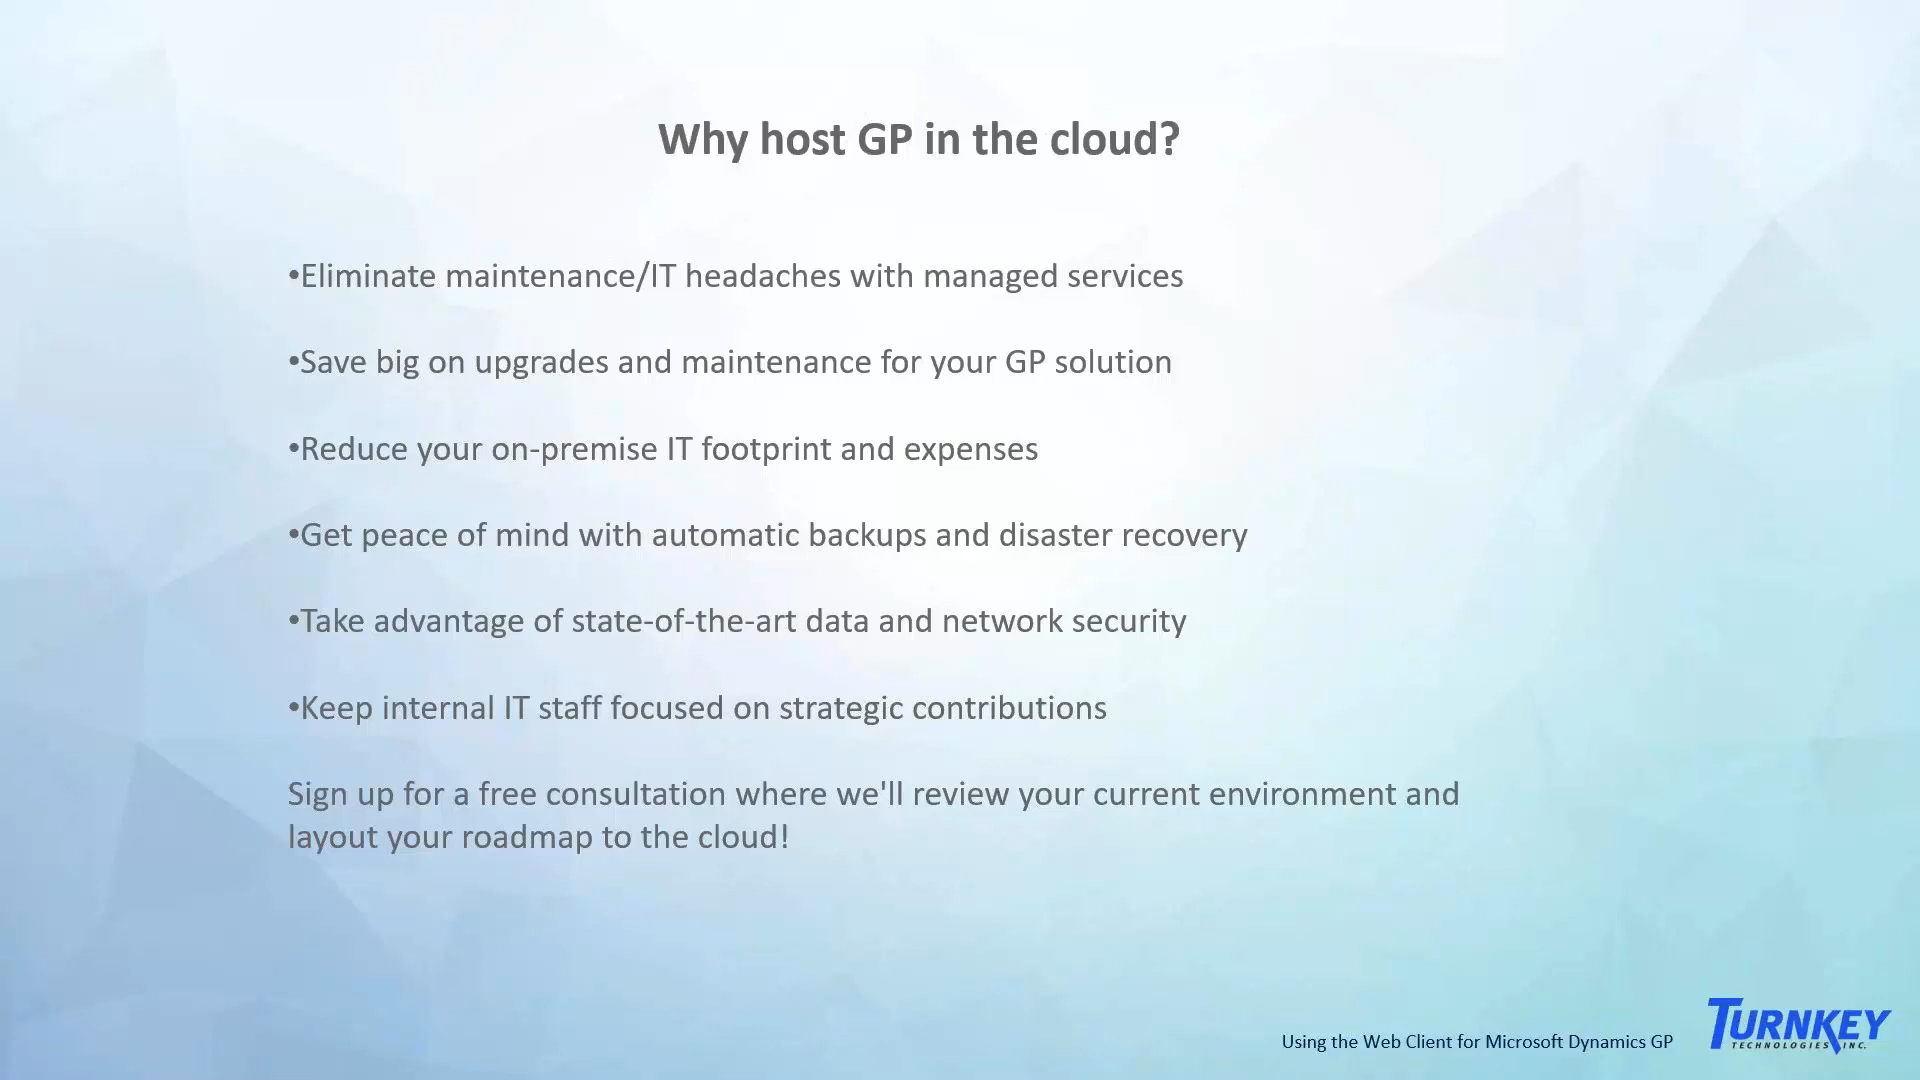 Why host GP in the cloud?
•Eliminate maintenance/IT headaches with managed services
•Save big on upgrades and maintenance for your GP solution
•Reduce your on-premise IT footprint and expenses
•Get peace of mind with automatic backups and disaster recovery
•Take advantage of state-of-the-art data and network security
•Keep internal IT staff focused on strategic contributions
Sign up for a free consultation where we'll review your current environment and
layout your roadmap to the cloud!
Using the Web Client for Microsoft Dynamics GP
TURNKEY
TECHNOLOGIES, INC.